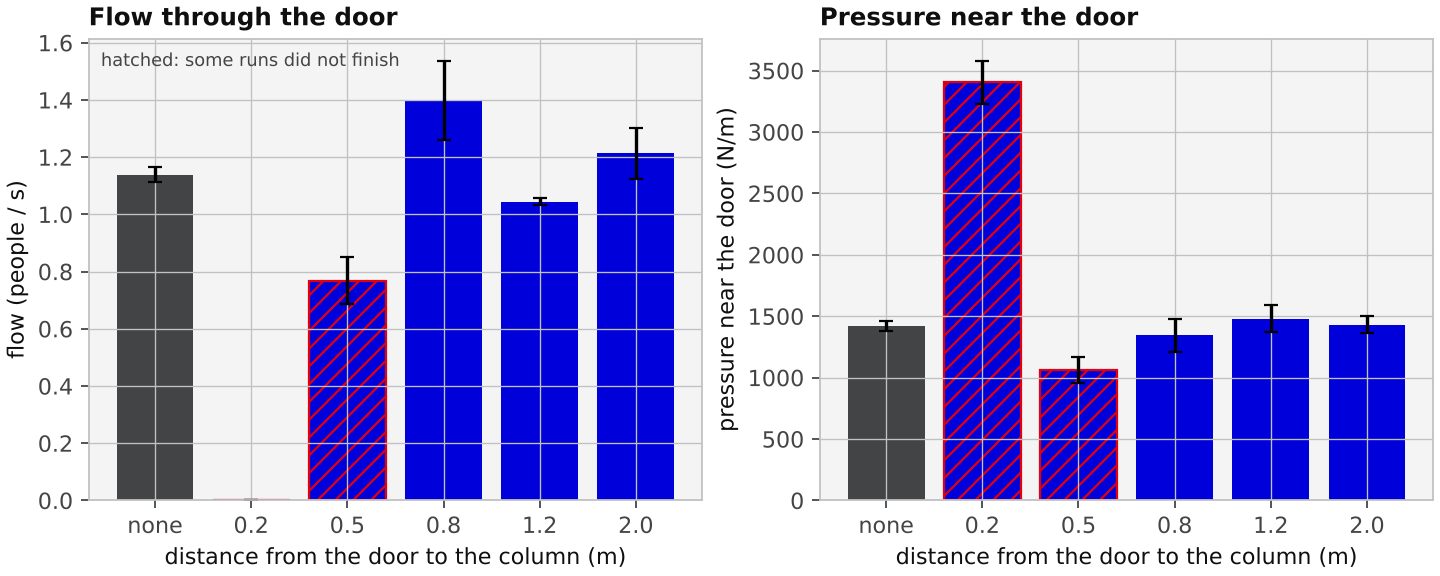 Flow through the door
hatched: some runs did not finish
flow (people / s)
1.6
1.4
1.2
1.0
0.8
0.6
0.4
0.2
0.0
none 0.2 0.5 0.8 1.2 2.0
distance from the door to the column (m)
Pressure near the door
pressure near the door (N/m)
3500
3000
2500
2000
1500
1000
500
0
none 0.2 0.5 0.8 1.2 2.0
distance from the door to the column (m)